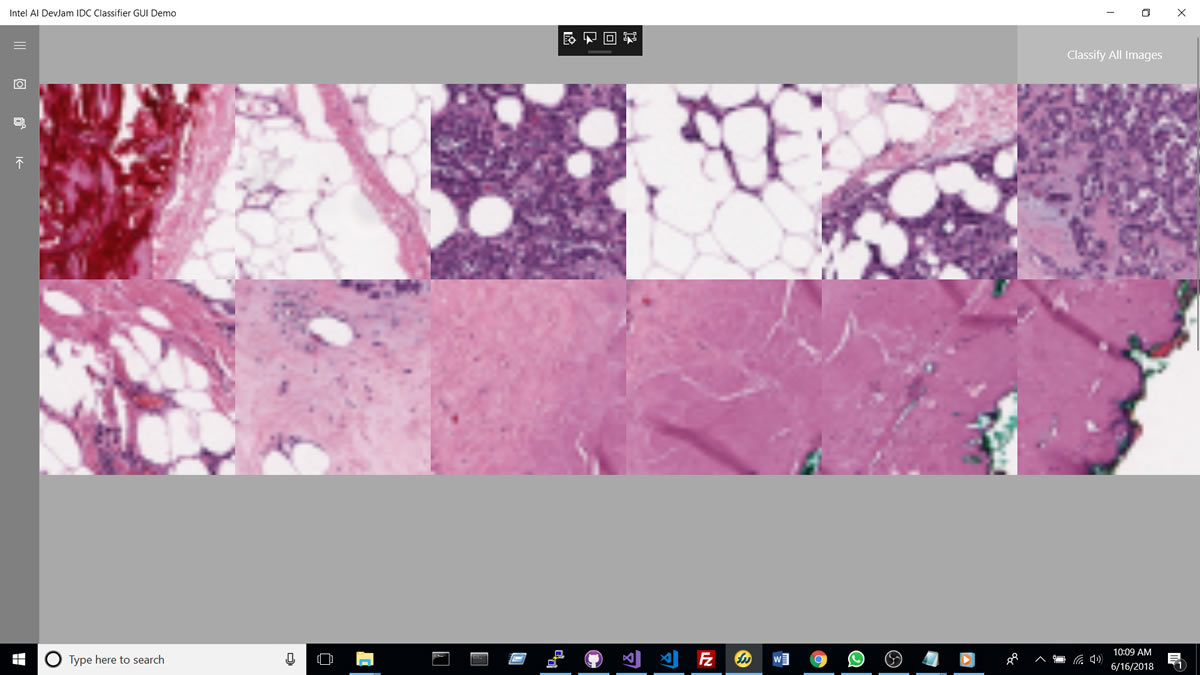 Intel AI DevJam IDC Classifier GUI Demo
Classify All Images
Type here to search
10:09 AM
6/16/2018
1